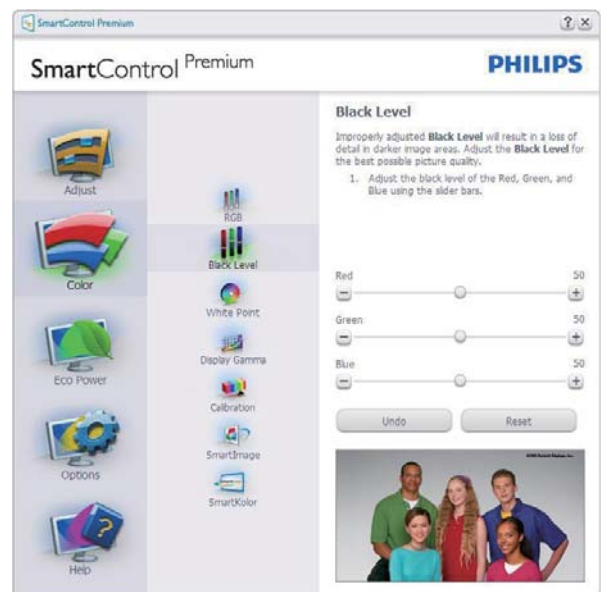 SmartControl Premium
SmartControl Premium
PHILIPS
Adjust
Color
Eco Power
Options
Help
RGB
Black Level
White Point
Display Gamma
Calibration
SmartImage
SmartKolor
Black Level
Improperly adjusted Black Level will result in a loss of
detail in darker image areas. Adjust the Black Level for
the best possible picture quality.
1. Adjust the black level of the Red, Green, and
Blue using the slider bars.
Red 50
Green 50
Blue 50
Undo Reset